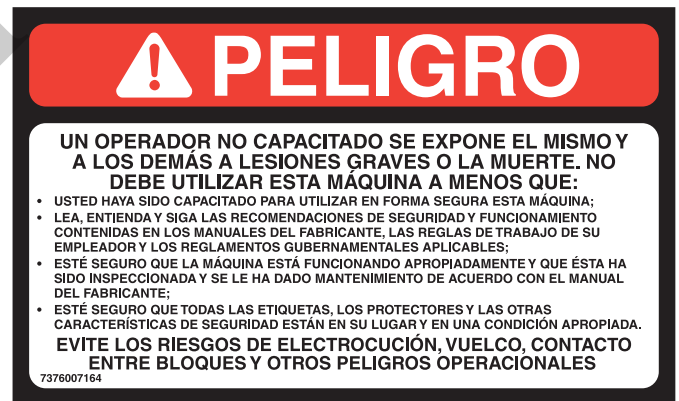 PELIGRO
UN OPERADOR NO CAPACITADO SE EXPONE EL MISMO Y
A LOS DEMÁS A LESIONES GRAVES O LA MUERTE. NO
DEBE UTILIZAR ESTA MÁQUINA A MENOS QUE:
• USTED HAYA SIDO CAPACITADO PARA UTILIZAR EN FORMA SEGURA ESTA MÁQUINA;
• LEA, ENTIENDA Y SIGA LAS RECOMENDACIONES DE SEGURIDAD Y FUNCIONAMIENTO
CONTENIDAS EN LOS MANUALES DEL FABRICANTE, LAS REGLAS DE TRABAJO DE SU
EMPLEADOR Y LOS REGLAMENTOS GUBERNAMENTALES APLICABLES;
• ESTÉ SEGURO QUE LA MÁQUINA ESTÁ FUNCIONANDO APROPIADAMENTE Y QUE ÉSTA HA
SIDO INSPECCIONADA Y SE LE HA DADO MANTENIMIENTO DE ACUERDO CON EL MANUAL
DEL FABRICANTE;
• ESTÉ SEGURO QUE TODAS LAS ETIQUETAS, LOS PROTECTORES Y LAS OTRAS
CARACTERÍSTICAS DE SEGURIDAD ESTÁN EN SU LUGAR Y EN UNA CONDICIÓN APROPIADA.
EVITE LOS RIESGOS DE ELECTROCUCIÓN, VUELCO, CONTACTO
ENTRE BLOQUES Y OTROS PELIGROS OPERACIONALES
7376007164